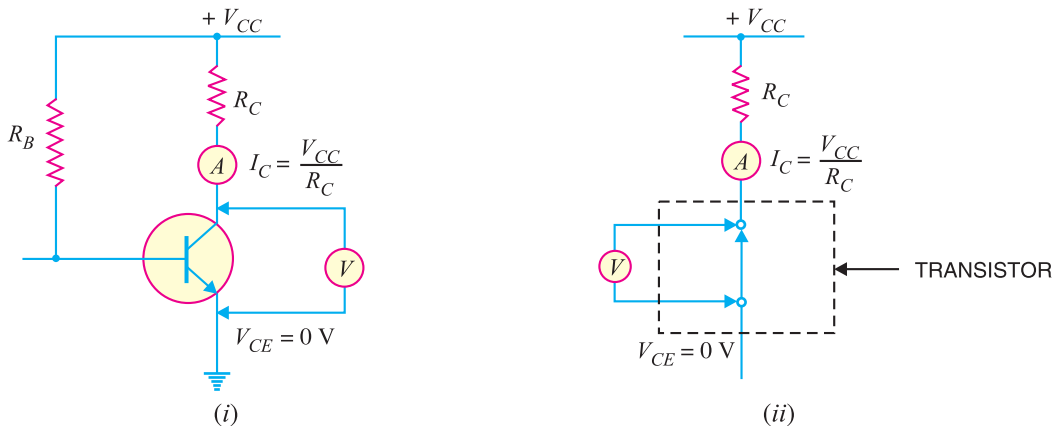 + V_CC
R_C
R_B
A
I_C = V_CC / R_C
V
V_CE = 0 V
(i)
+ V_CC
R_C
A
I_C = V_CC / R_C
V
TRANSISTOR
V_CE = 0 V
(ii)